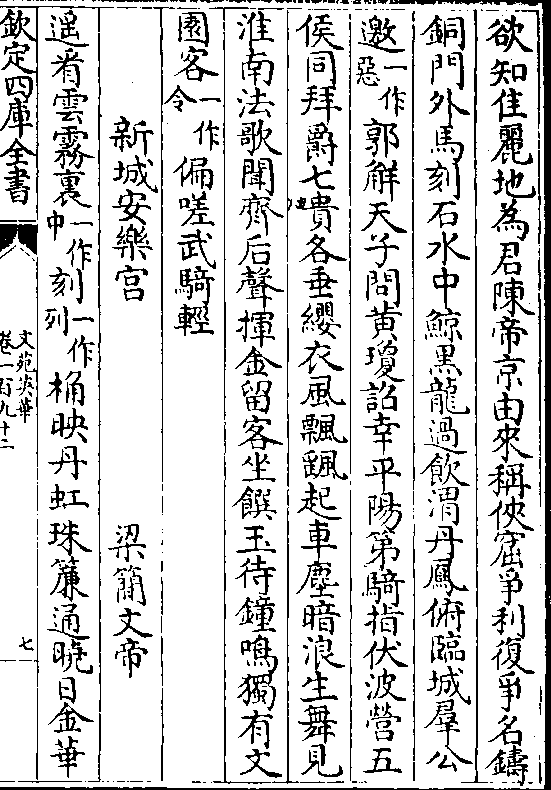 欲知佳麗地為君陳帝京由來稱俠窟爭利復爭名鑄
銅門外馬刻石水中鯨黑龍過飲渭丹鳳俯臨城羣公
邀一作惡郭解天子問黃瓊詔幸平陽第騎指伏波營五
侯同拜爵七貴各垂纓衣風飄飖起車塵暗浪生舞見
淮南法歌聞齊后聲揮金留客坐饌玉待鐘鳴獨有文
園客一作令偏嗟武騎輕
新城安樂宫 梁簡文帝
遥看雲霧裏一作中刻一作列桷映丹虹珠簾通曉日金華
欽定四庫全書
文苑英華
卷一百九十二
七